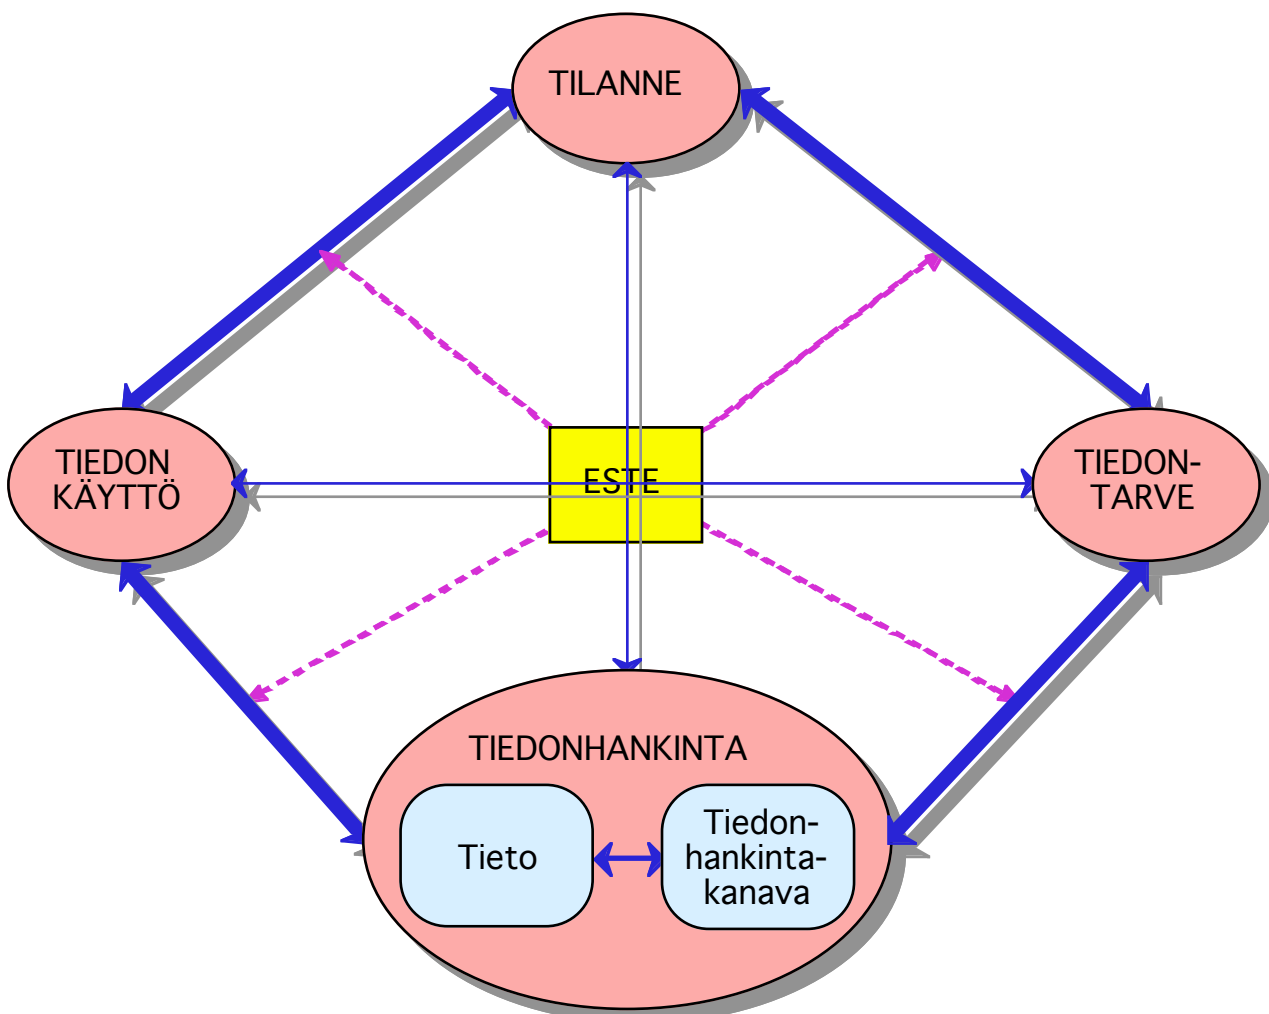 TILANNE
TIEDON
KÄYTTÖ
ESTE
TIEDON-
TARVE
TIEDONHANKINTA
Tieto
Tiedon-
hankinta-
kanava